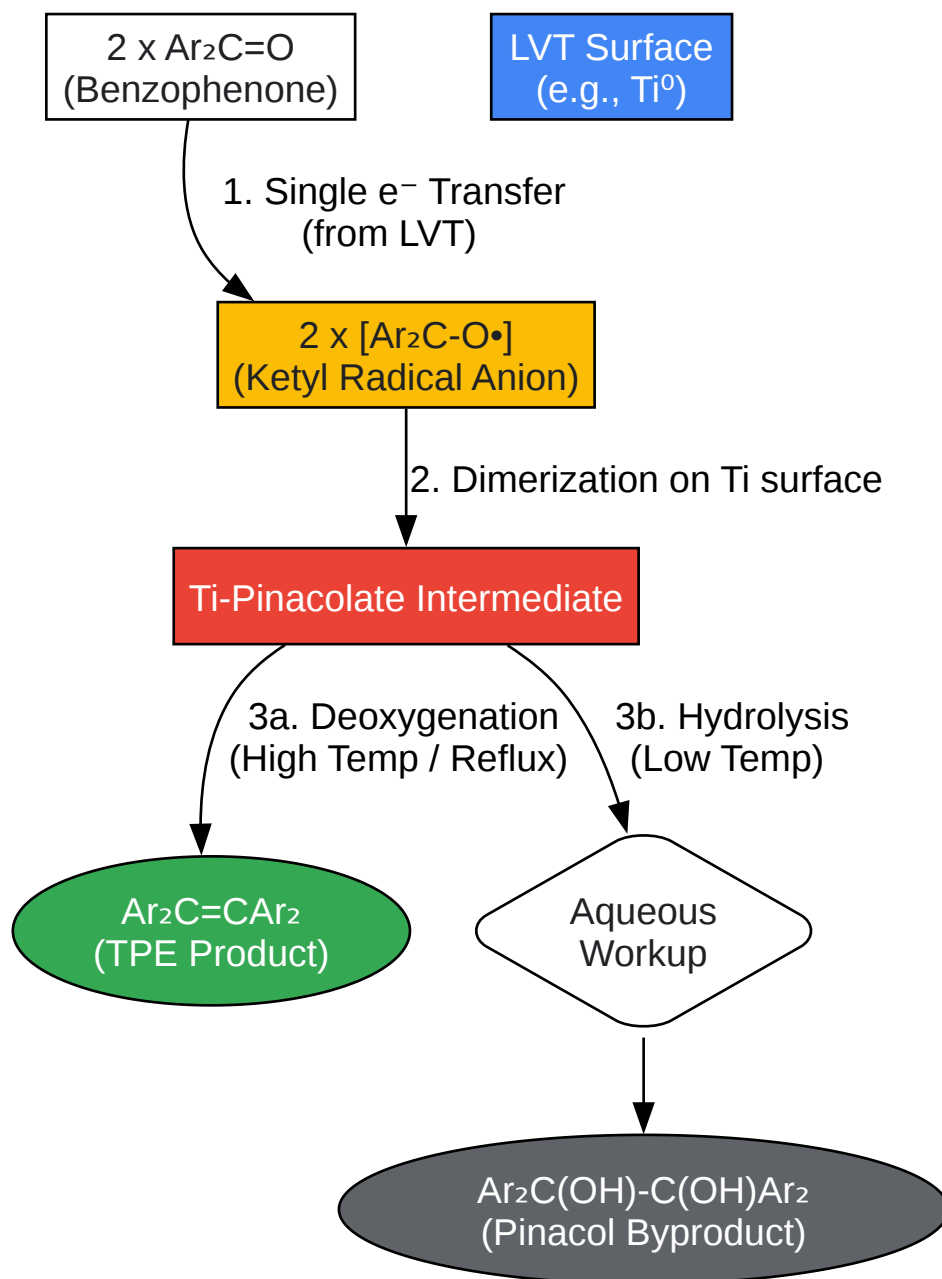 2 x Ar₂C=O
(Benzophenone)
LVT Surface
(e.g., Ti⁰)
1. Single e⁻ Transfer
(from LVT)
2 x [Ar₂C-O•]
(Ketyl Radical Anion)
2. Dimerization on Ti surface
Ti-Pinacolate Intermediate
3a. Deoxygenation
(High Temp / Reflux)
3b. Hydrolysis
(Low Temp)
Ar₂C=CAr₂
(TPE Product)
Aqueous
Workup
Ar₂C(OH)-C(OH)Ar₂
(Pinacol Byproduct)